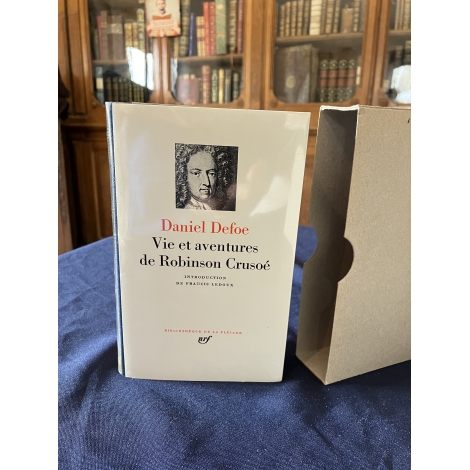 Daniel Defoe
Vie et aventures
de Robinson Crusoé
INTRODUCTION
DE FRANCIS LEDOUX
BIBLIOTHÈQUE DE LA PLÉIADE
nrf